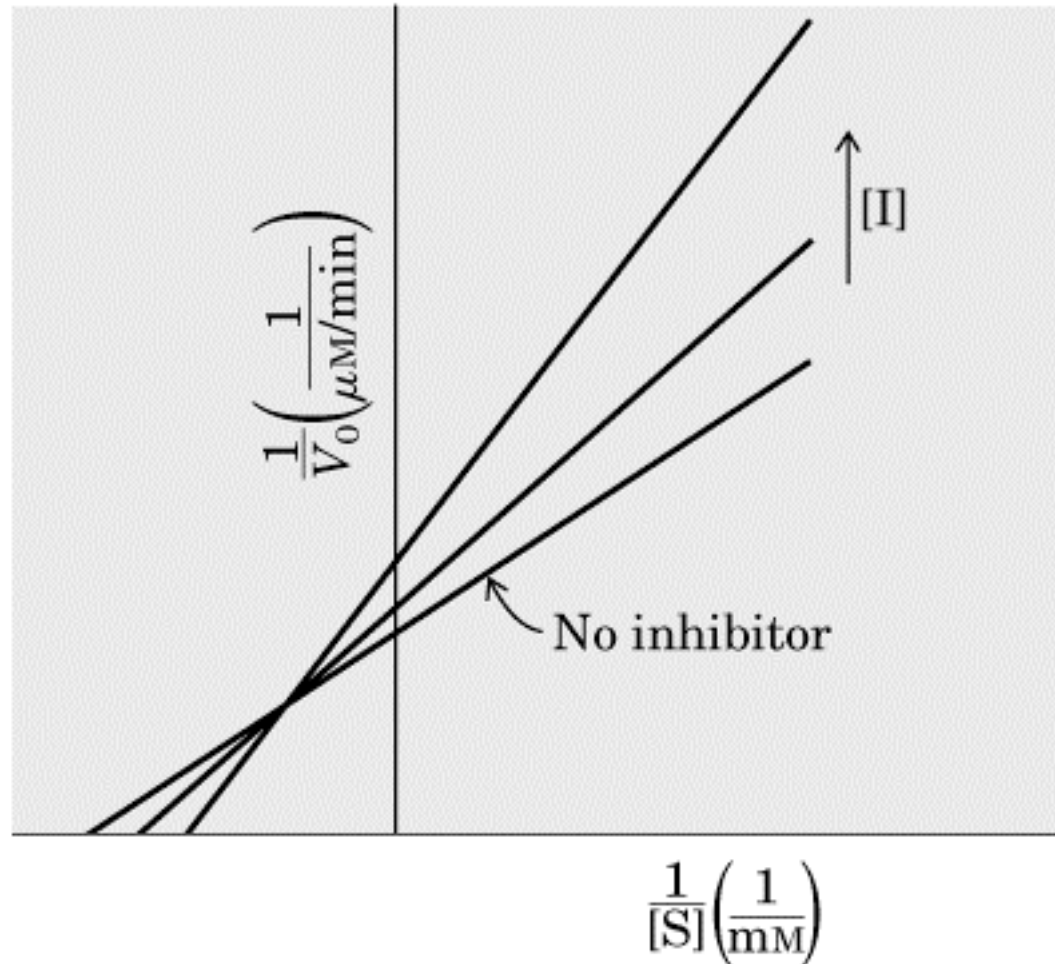 1/V₀ (1/μM/min)
[I]
No inhibitor
1/[S] (1/mM)